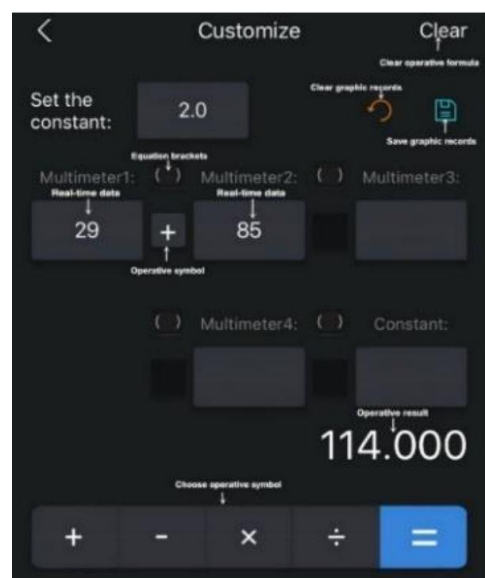 < Customize Clear
Clear operative formula
Clear graphic records
Set the
constant:
2.0
Save graphic records
Equation brackets
Multimeter1: ( ) Multimeter2: ( ) Multimeter3:
Real-time data Real-time data
29 + 85
Operative symbol
( ) Multimeter4: ( ) Constant:
Operative result
114.000
Choose operative symbol
+ - × ÷ =